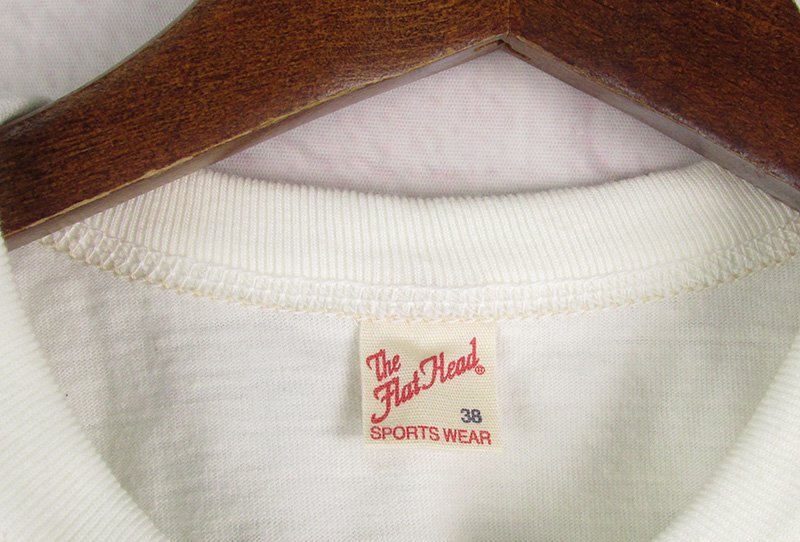 The
Flat Head®
38
SPORTS WEAR